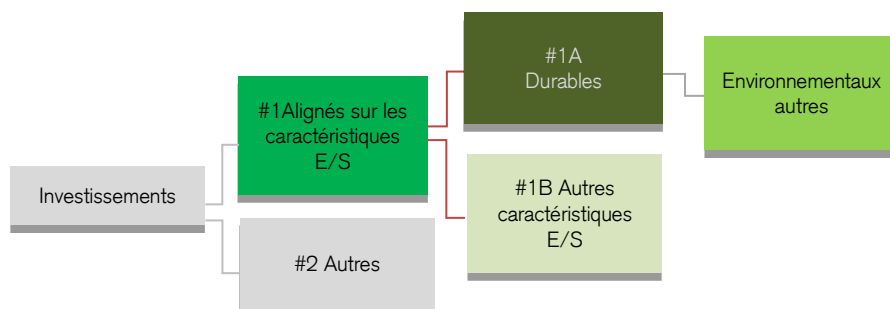 Investissements
#1Alignés sur les
caractéristiques
E/S
#2 Autres
#1A
Durables
#1B Autres
caractéristiques
E/S
Environnementaux
autres